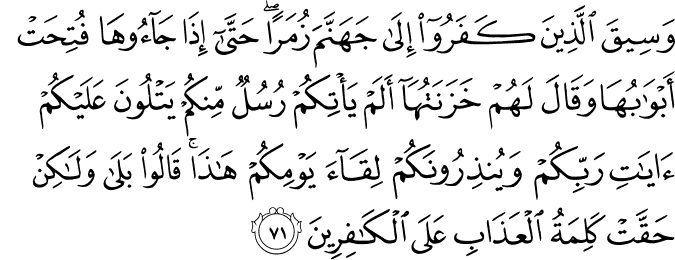 وَسِيقَ ٱلَّذِينَ كَفَرُوٓا۟ إِلَىٰ جَهَنَّمَ زُمَرًا ۖ حَتَّىٰٓ إِذَا جَآءُوهَا فُتِحَتْ
أَبْوَٰبُهَا وَقَالَ لَهُمْ خَزَنَتُهَآ أَلَمْ يَأْتِكُمْ رُسُلٌ مِّنكُمْ يَتْلُونَ عَلَيْكُمْ
ءَايَـٰتِ رَبِّكُمْ وَيُنذِرُونَكُمْ لِقَآءَ يَوْمِكُمْ هَـٰذَا ۚ قَالُوا۟ بَلَىٰ وَلَـٰكِنْ
حَقَّتْ كَلِمَةُ ٱلْعَذَابِ عَلَى ٱلْكَـٰفِرِينَ ٧١